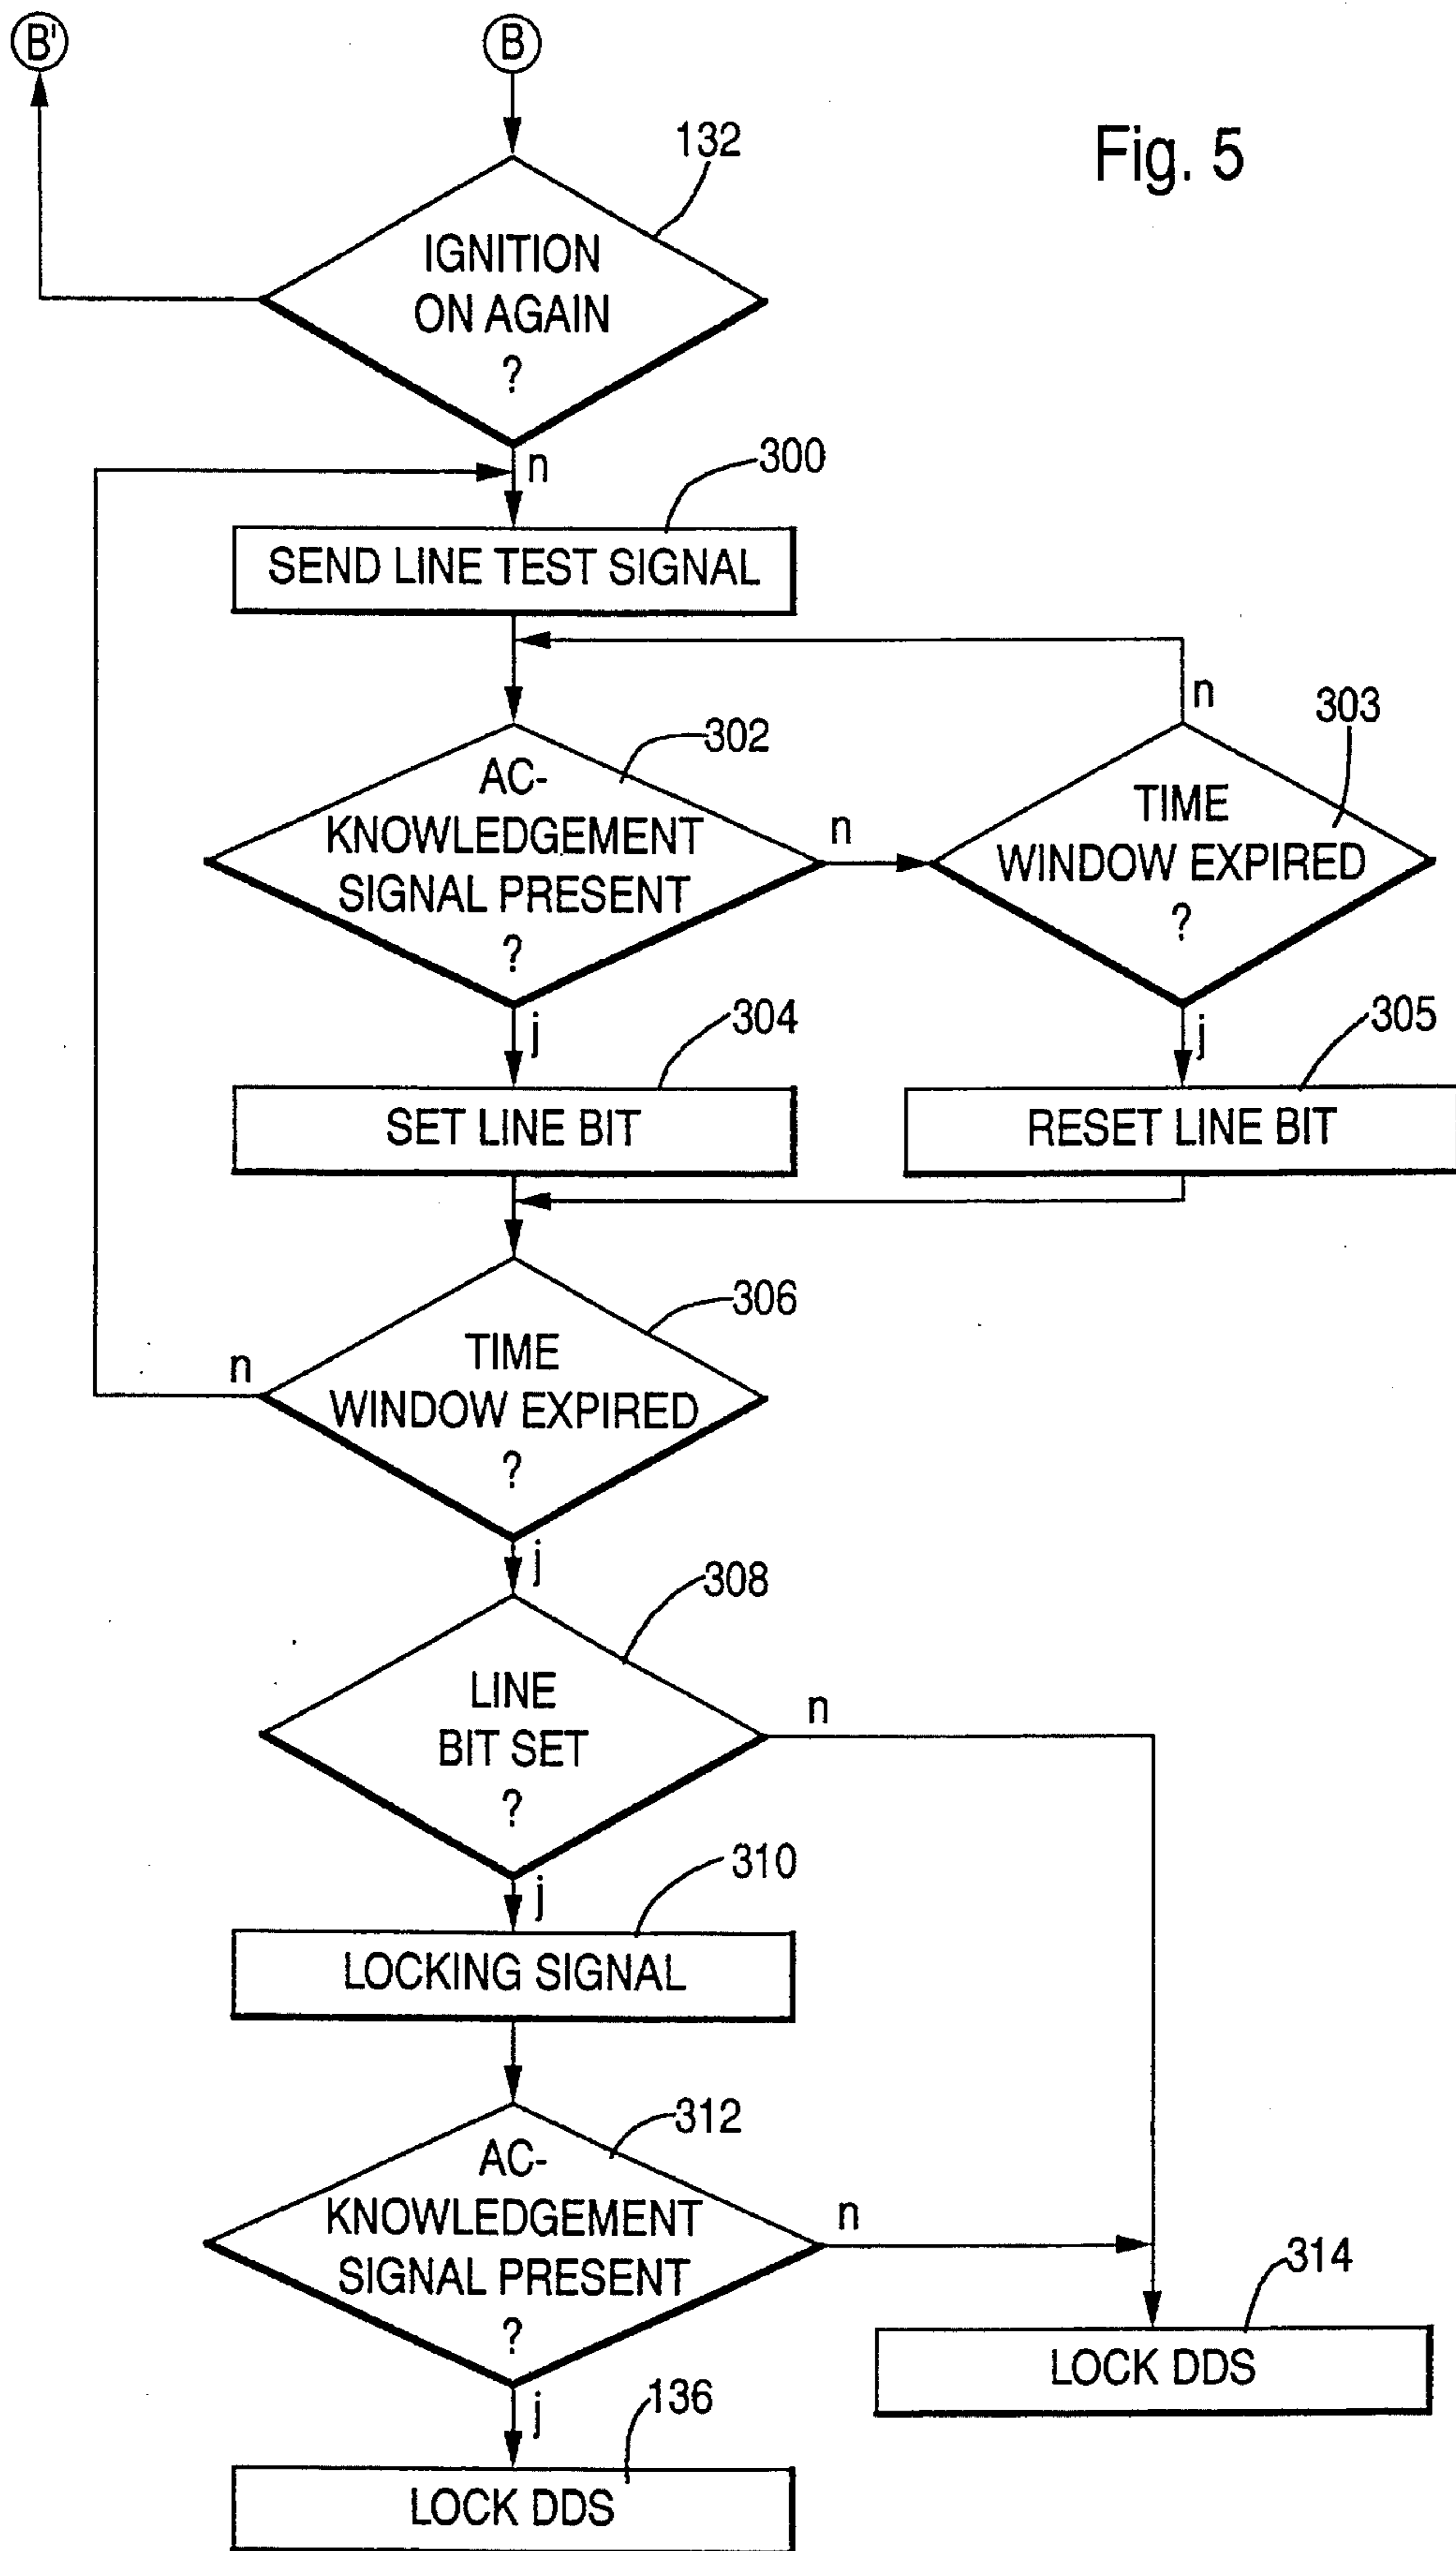 B'
B
Fig. 5
132
IGNITION
ON AGAIN
?
n
300
SEND LINE TEST SIGNAL
n
303
302
AC-
KNOWLEDGEMENT
SIGNAL PRESENT
?
n
TIME
WINDOW EXPIRED
?
j
304
j
305
SET LINE BIT
RESET LINE BIT
306
n
TIME
WINDOW EXPIRED
?
j
308
LINE
BIT SET
?
n
j
310
LOCKING SIGNAL
312
AC-
KNOWLEDGEMENT
SIGNAL PRESENT
?
n
314
LOCK DDS
j
136
LOCK DDS